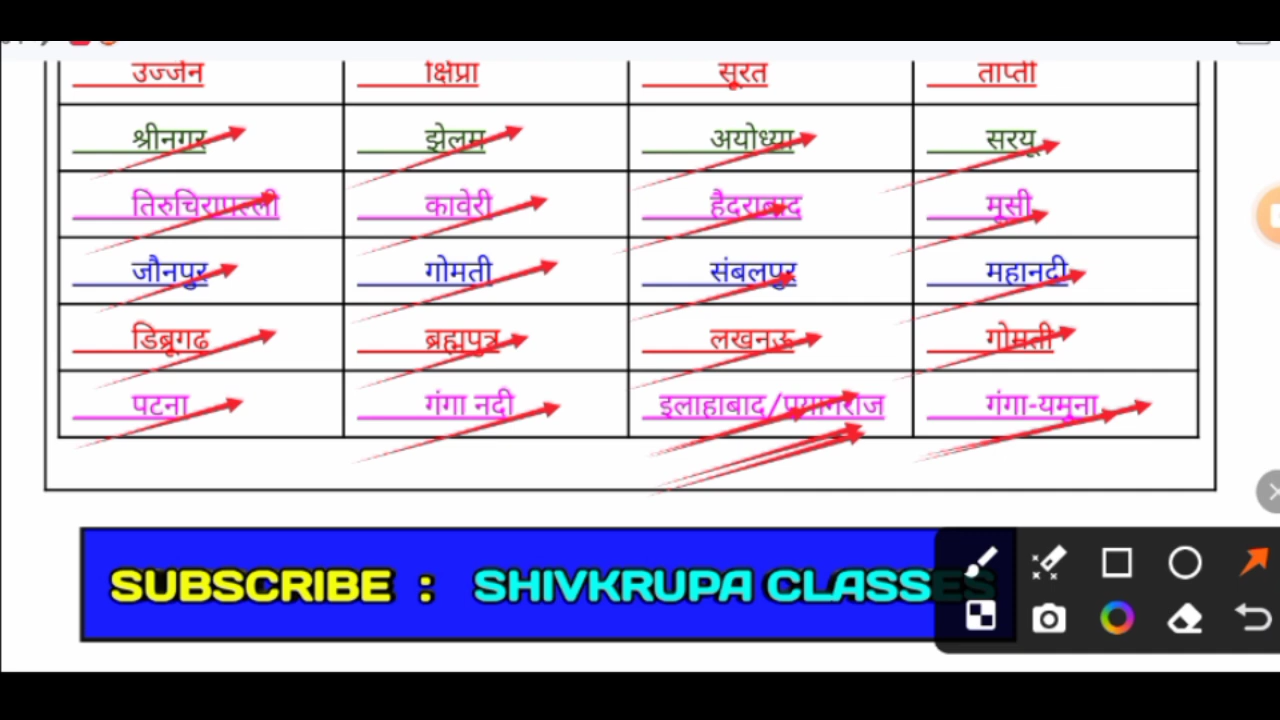 उज्जैन क्षिप्रा सूरत ताप्ती
श्रीनगर झेलम अयोध्या सरयू
तिरुचिरापल्ली कावेरी हैदराबाद मूसी
जौनपुर गोमती संबलपुर महानदी
डिब्रूगढ़ ब्रह्मपुत्र लखनऊ गोमती
पटना गंगा नदी इलाहाबाद/प्रयागराज गंगा-यमुना
SUBSCRIBE : SHIVKRUPA CLASSES